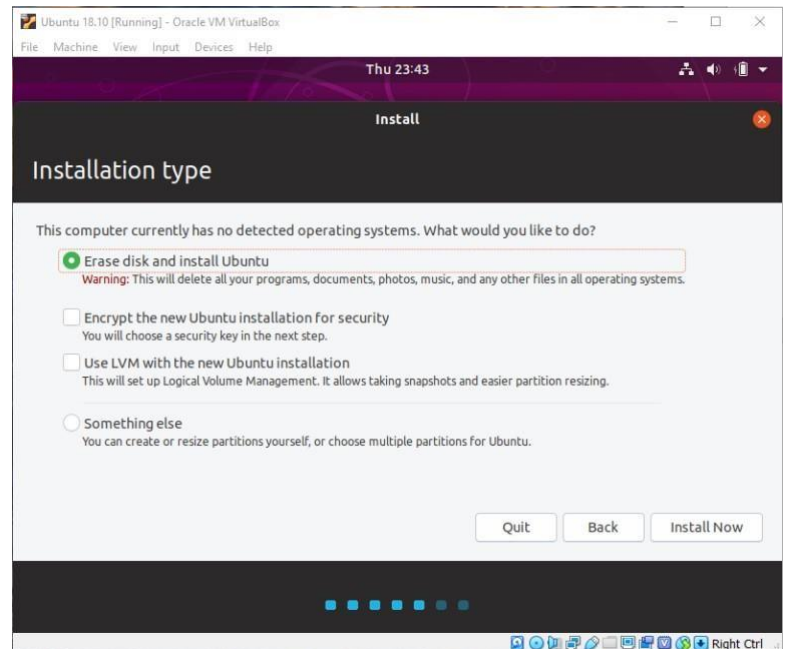 Ubuntu 18.10 [Running] - Oracle VM VirtualBox
File Machine View Input Devices Help
Thu 23:43
Install
Installation type
This computer currently has no detected operating systems. What would you like to do?
Erase disk and install Ubuntu
Warning: This will delete all your programs, documents, photos, music, and any other files in all operating systems.
Encrypt the new Ubuntu installation for security
You will choose a security key in the next step.
Use LVM with the new Ubuntu installation
This will set up Logical Volume Management. It allows taking snapshots and easier partition resizing.
Something else
You can create or resize partitions yourself, or choose multiple partitions for Ubuntu.
Quit Back Install Now
Right Ctrl